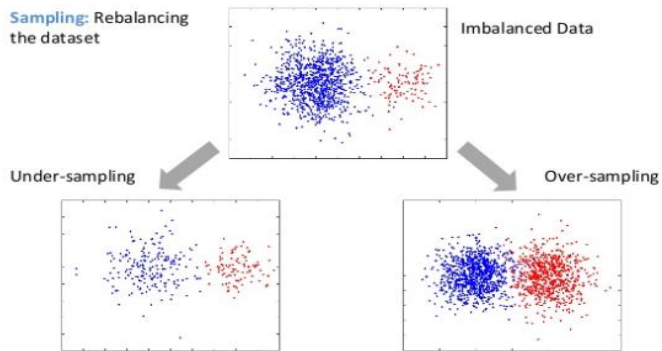 Sampling: Rebalancing
the dataset
Imbalanced Data
Under-sampling
Over-sampling